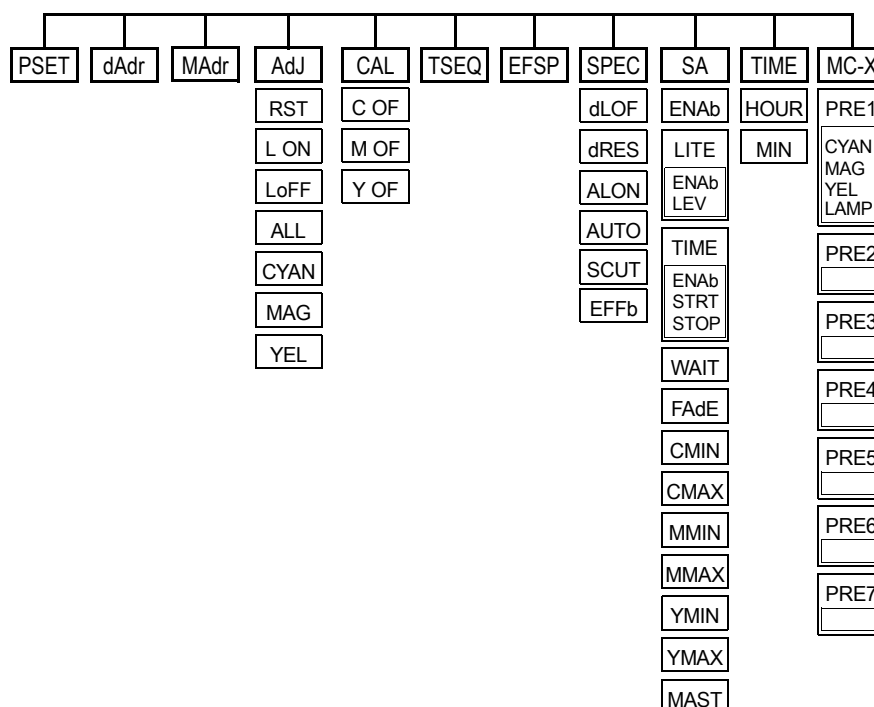 PSET dAdr MAdr AdJ CAL TSEQ EFSP SPEC SA TIME MC-X
RST
L ON
LoFF
ALL
CYAN
MAG
YEL
C OF
M OF
Y OF
dLOF
dRES
ALON
AUTO
SCUT
EFFb
ENAb
LITE
ENAb
LEV
TIME
ENAb
STRT
STOP
WAIT
FAdE
CMIN
CMAX
MMIN
MMAX
YMIN
YMAX
MAST
HOUR
MIN
PRE1
CYAN
MAG
YEL
LAMP
PRE2
PRE3
PRE4
PRE5
PRE6
PRE7